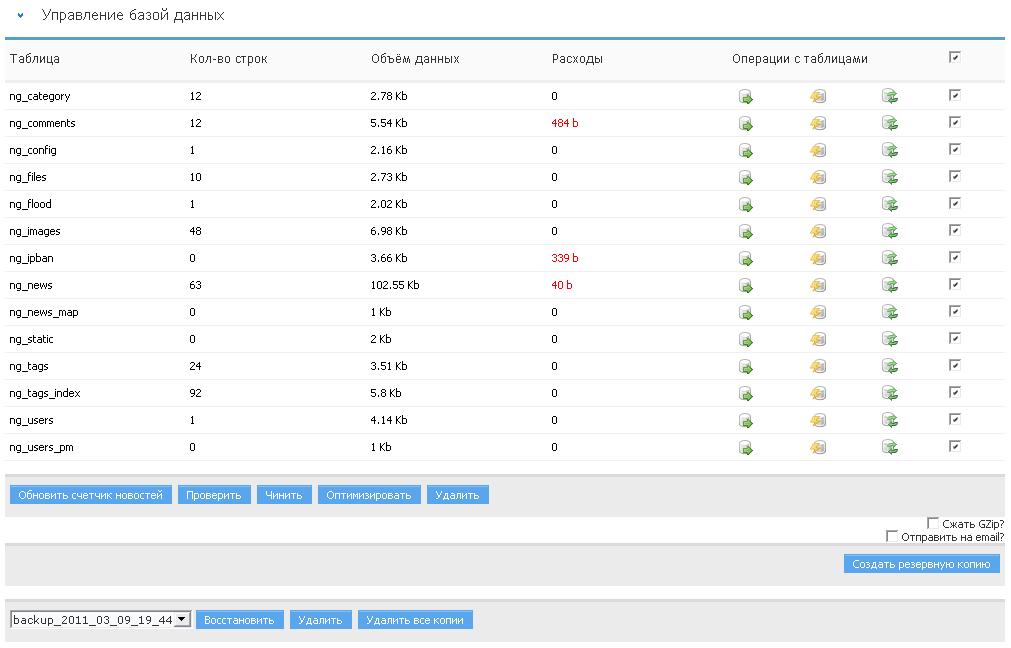 Управление базой данных
Таблица Кол-во строк Объём данных Расходы Операции с таблицами
ng_category 12 2.78 Kb 0
ng_comments 12 5.54 Kb 484 b
ng_config 1 2.16 Kb 0
ng_files 10 2.73 Kb 0
ng_flood 1 2.02 Kb 0
ng_images 48 6.98 Kb 0
ng_ipban 0 3.66 Kb 339 b
ng_news 63 102.55 Kb 40 b
ng_news_map 0 1 Kb 0
ng_static 0 2 Kb 0
ng_tags 24 3.51 Kb 0
ng_tags_index 92 5.8 Kb 0
ng_users 1 4.14 Kb 0
ng_users_pm 0 1 Kb 0
Обновить счетчик новостей Проверить Чинить Оптимизировать Удалить
Сжать GZip?
Отправить на email?
Создать резервную копию
backup_2011_03_09_19_44 Восстановить Удалить Удалить все копии